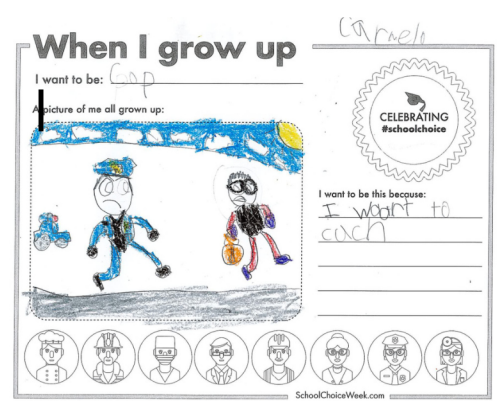 Carmelo
When I grow up
I want to be: Cop
A picture of me all grown up:
CELEBRATING
#schoolchoice
I want to be this because:
I woart to
cach
SchoolChoiceWeek.com